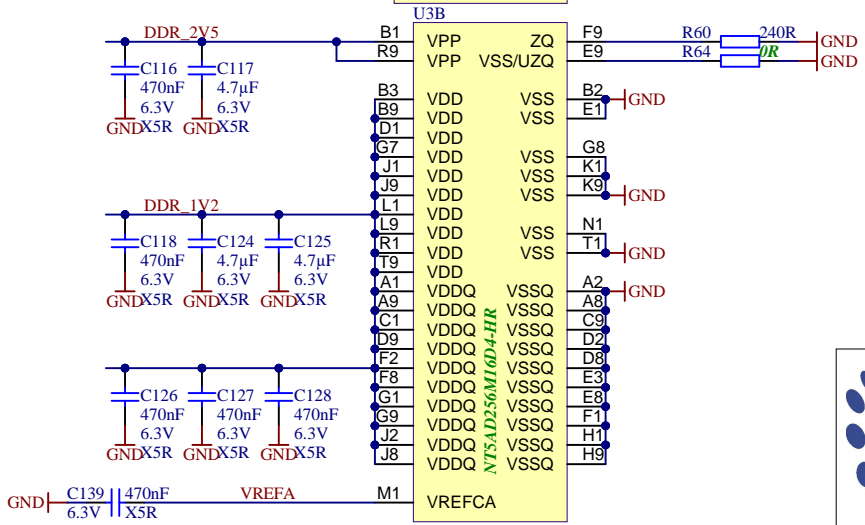 U3B
DDR_2V5 B1 VPP ZQ F9 R60 240R GND
R9 VPP VSS/UZQ E9 R64 0R GND
C116 C117
470nF 4.7µF
6.3V 6.3V
GND X5R GND X5R
B3 VDD VSS B2 GND
B9 VDD VSS E1
D1 VDD
G7 VDD VSS G8
J1 VDD VSS K1
J9 VDD VSS K9 GND
DDR_1V2 L1 VDD
L9 VDD VSS N1
R1 VDD VSS T1 GND
T9 VDD
C118 C124 C125
470nF 4.7µF 4.7µF
6.3V 6.3V 6.3V
GND X5R GND X5R GND X5R
A1 VDDQ VSSQ A2 GND
A9 VDDQ VSSQ A8
C1 VDDQ VSSQ C9
D9 VDDQ VSSQ D2
F2 VDDQ VSSQ D8
F8 VDDQ VSSQ E3
G1 VDDQ VSSQ E8
G9 VDDQ VSSQ F1
J2 VDDQ VSSQ H1
J8 VDDQ VSSQ H9
NT5AD256M16D4-HR
C126 C127 C128
470nF 470nF 470nF
6.3V 6.3V 6.3V
GND X5R GND X5R GND X5R
GND C139 470nF VREFA M1 VREFCA
6.3V X5R